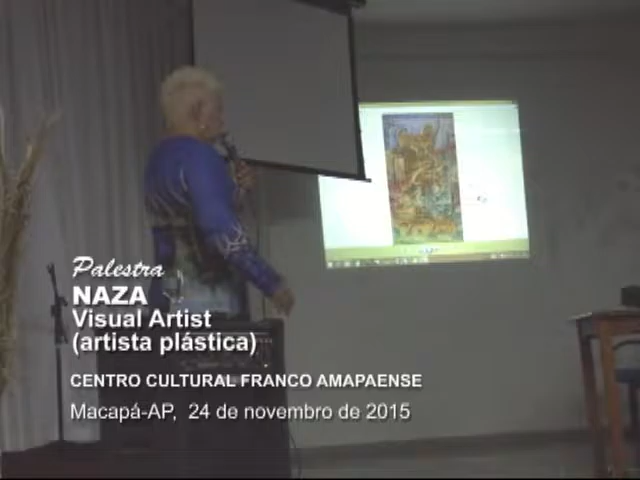 Palestra
NAZA
Visual Artist
(artista plástica)
CENTRO CULTURAL FRANCO AMAPAENSE
Macapá-AP, 24 de novembro de 2015